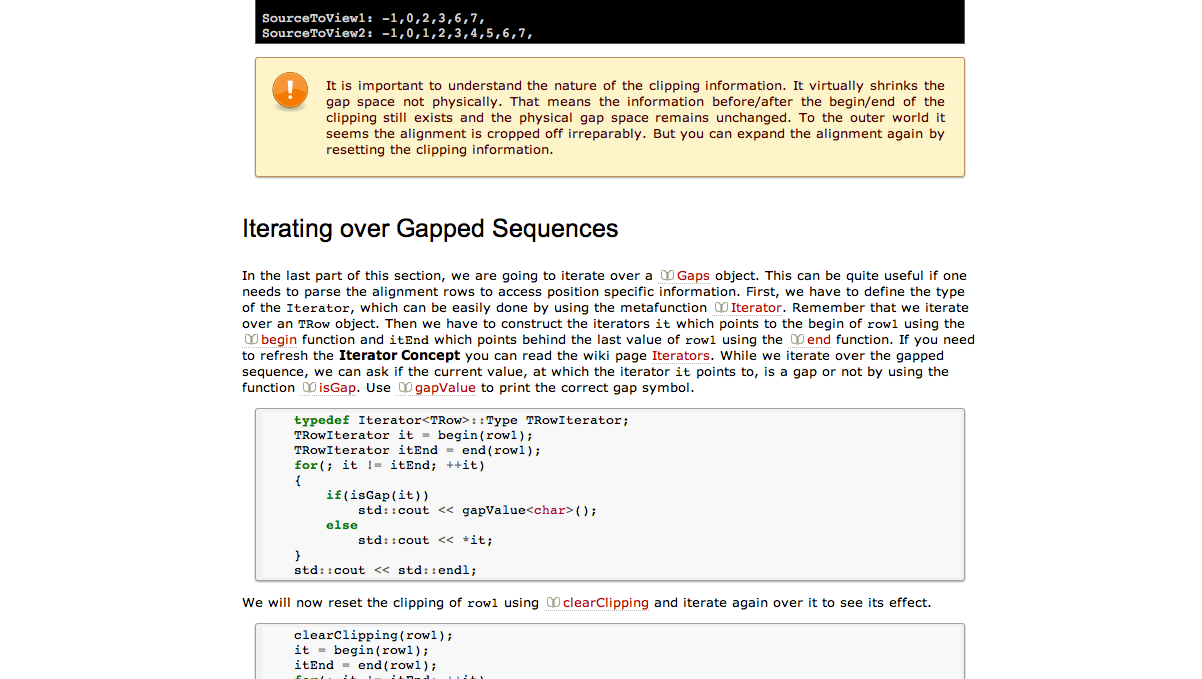 SourceToView1: -1,0,2,3,6,7,
SourceToView2: -1,0,1,2,3,4,5,6,7,
It is important to understand the nature of the clipping information. It virtually shrinks the
gap space not physically. That means the information before/after the begin/end of the
clipping still exists and the physical gap space remains unchanged. To the outer world it
seems the alignment is cropped off irreparably. But you can expand the alignment again by
resetting the clipping information.
Iterating over Gapped Sequences
In the last part of this section, we are going to iterate over a Gaps object. This can be quite useful if one
needs to parse the alignment rows to access position specific information. First, we have to define the type
of the Iterator, which can be easily done by using the metafunction Iterator. Remember that we iterate
over an TRow object. Then we have to construct the iterators it which points to the begin of row1 using the
begin function and itEnd which points behind the last value of row1 using the end function. If you need
to refresh the Iterator Concept you can read the wiki page Iterators. While we iterate over the gapped
sequence, we can ask if the current value, at which the iterator it points to, is a gap or not by using the
function isGap. Use gapValue to print the correct gap symbol.
typedef Iterator<TRow>::Type TRowIterator;
TRowIterator it = begin(row1);
TRowIterator itEnd = end(row1);
for(; it != itEnd; ++it)
{
if(isGap(it))
std::cout << gapValue<char>();
else
std::cout << *it;
}
std::cout << std::endl;
We will now reset the clipping of row1 using clearClipping and iterate again over it to see its effect.
clearClipping(row1);
it = begin(row1);
itEnd = end(row1);
for(; it != itEnd; ++it)